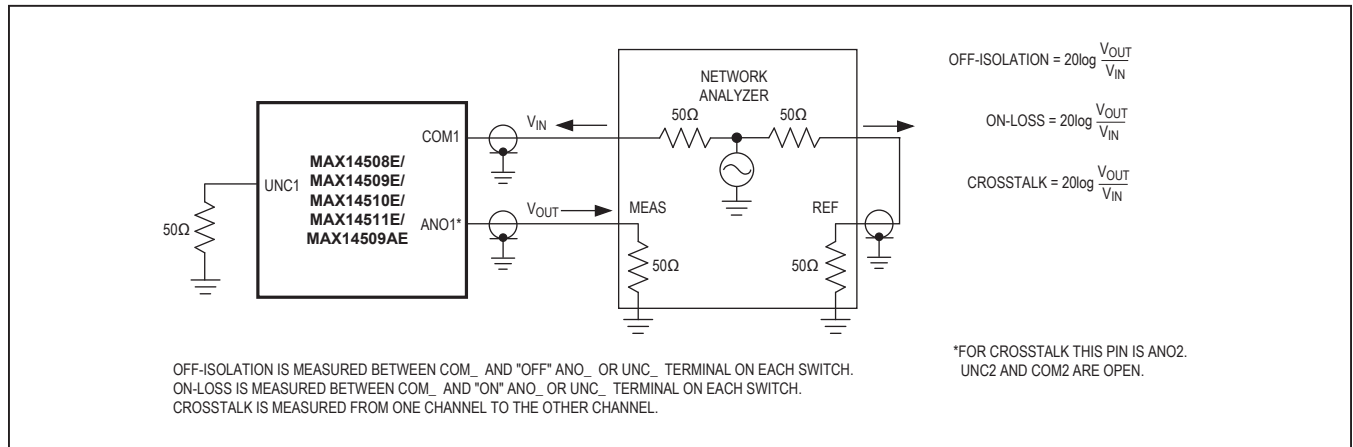 NETWORK
ANALYZER
50Ω
50Ω
COM1
VIN
MAX14508E/
MAX14509E/
MAX14510E/
MAX14511E/
MAX14509AE
UNC1
50Ω
ANO1*
VOUT
MEAS
REF
50Ω
50Ω
OFF-ISOLATION = 20log VOUT/VIN
ON-LOSS = 20log VOUT/VIN
CROSSTALK = 20log VOUT/VIN
*FOR CROSSTALK THIS PIN IS ANO2.
UNC2 AND COM2 ARE OPEN.
OFF-ISOLATION IS MEASURED BETWEEN COM_ AND "OFF" ANO_ OR UNC_ TERMINAL ON EACH SWITCH.
ON-LOSS IS MEASURED BETWEEN COM_ AND "ON" ANO_ OR UNC_ TERMINAL ON EACH SWITCH.
CROSSTALK IS MEASURED FROM ONE CHANNEL TO THE OTHER CHANNEL.